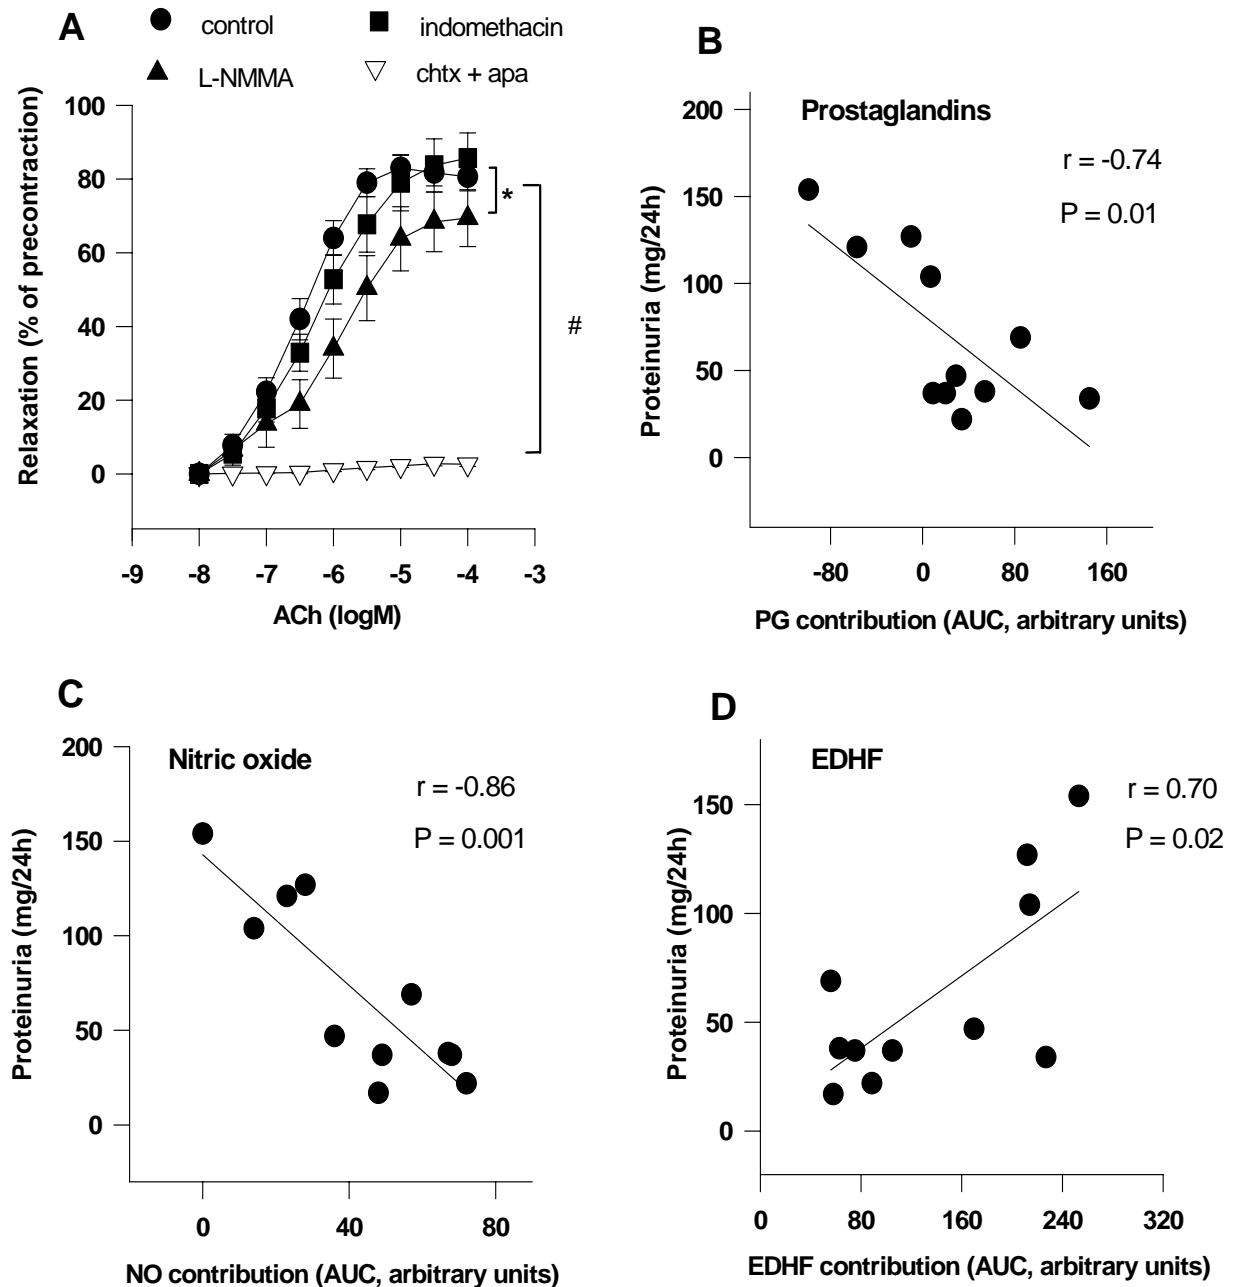 A
control
indomethacin
L-NMMA
chtx + apa
Relaxation (% of precontraction)
100
80
60
40
20
0
*
#
-9 -8 -7 -6 -5 -4 -3
ACh (logM)
B
Prostaglandins
r = -0.74
P = 0.01
Proteinuria (mg/24h)
200
150
100
50
0
-80 0 80 160
PG contribution (AUC, arbitrary units)
C
Nitric oxide
r = -0.86
P = 0.001
Proteinuria (mg/24h)
200
150
100
50
0
0 40 80
NO contribution (AUC, arbitrary units)
D
EDHF
r = 0.70
P = 0.02
Proteinuria (mg/24h)
150
100
50
0
0 80 160 240 320
EDHF contribution (AUC, arbitrary units)